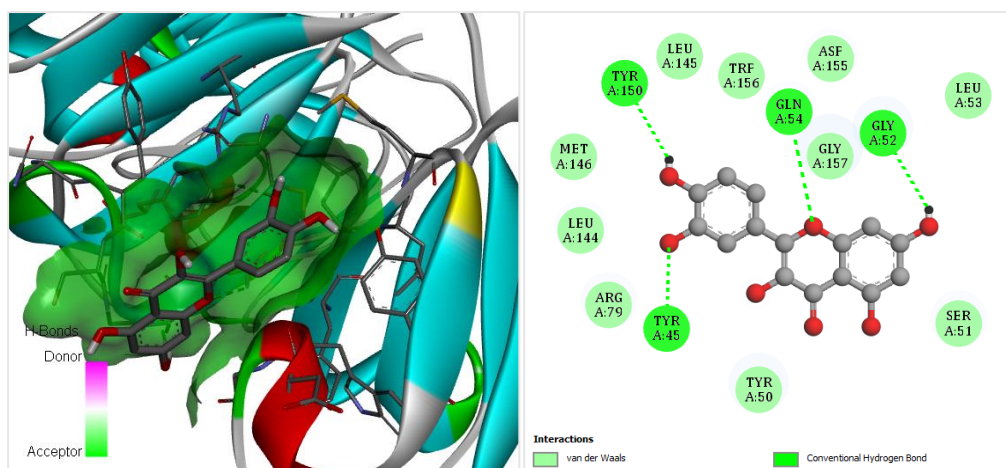 H-Bonds
Donor
Acceptor
LEU
A:145
TYR
A:150
TRF
A:156
ASF
A:155
GLN
A:54
LEU
A:53
GLY
A:52
MET
A:146
GLY
A:157
LEU
A:144
ARG
A:79
TYR
A:45
SER
A:51
TYR
A:50
Interactions
van der Waals
Conventional Hydrogen Bond